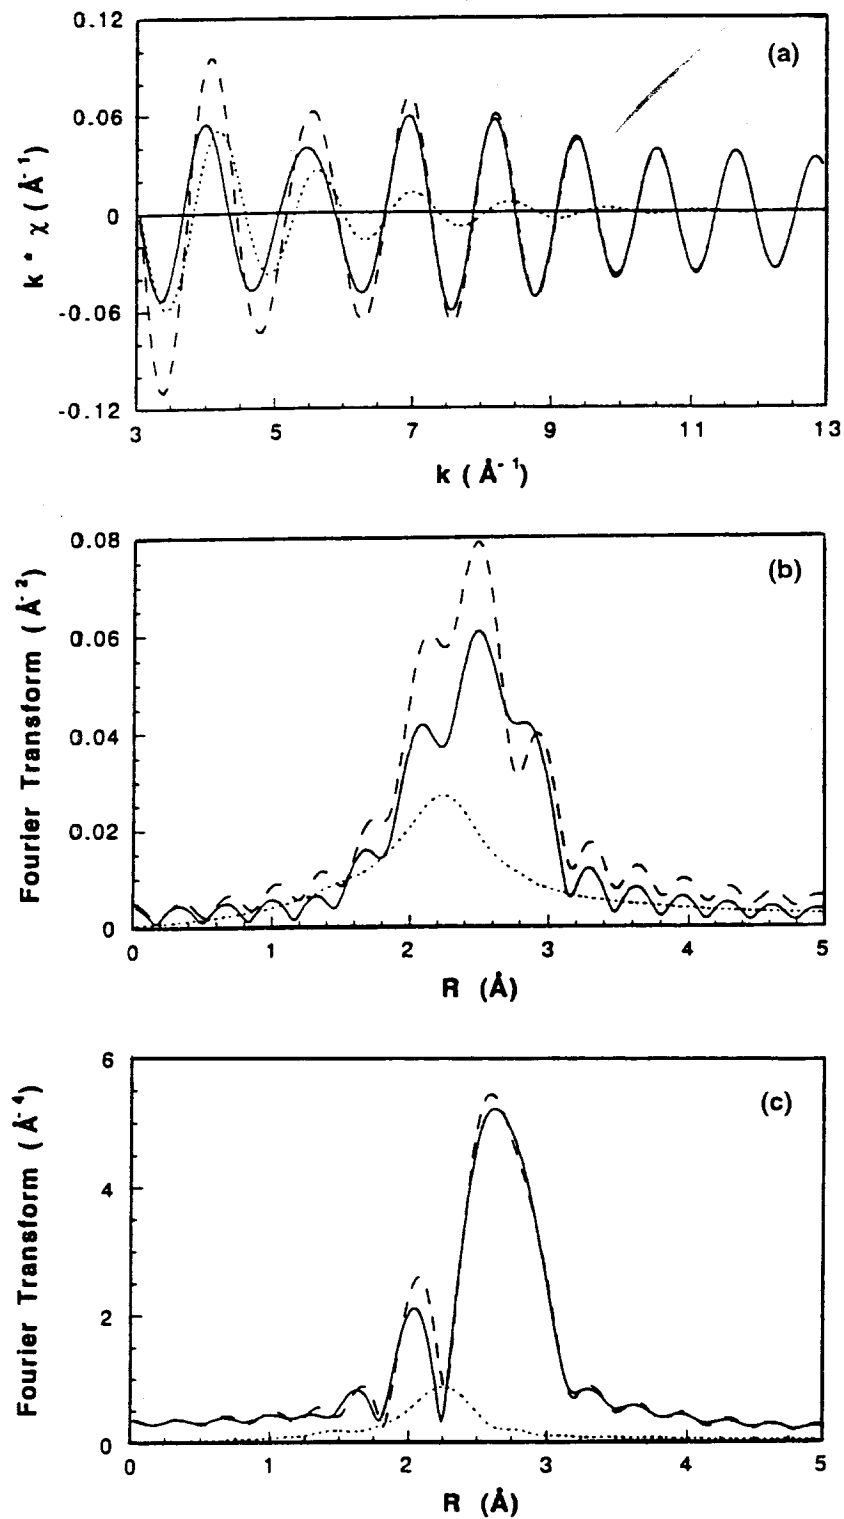 (a)
0.12
0.06
0
-0.06
-0.12
k * χ ( Å⁻¹)
3 5 7 9 11 13
k ( Å⁻¹)
(b)
0.08
0.06
0.04
0.02
0
Fourier Transform ( Å⁻²)
0 1 2 3 4 5
R (Å)
(c)
6
4
2
0
Fourier Transform ( Å⁻⁴)
0 1 2 3 4 5
R (Å)